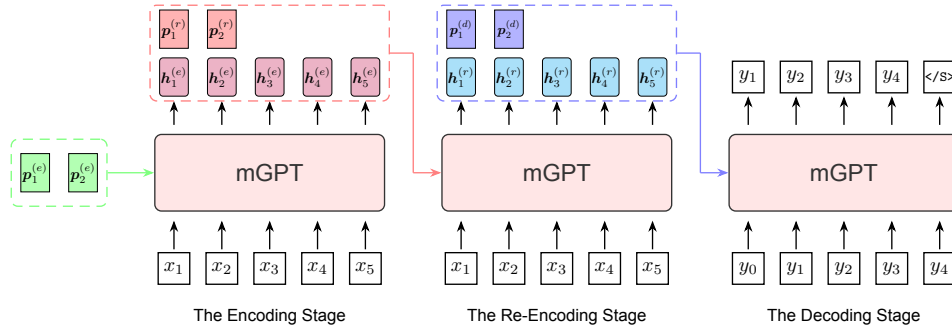 p₁⁽ʳ⁾ p₂⁽ʳ⁾ p₁⁽ᵈ⁾ p₂⁽ᵈ⁾
h₁⁽ᵉ⁾ h₂⁽ᵉ⁾ h₃⁽ᵉ⁾ h₄⁽ᵉ⁾ h₅⁽ᵉ⁾ h₁⁽ʳ⁾ h₂⁽ʳ⁾ h₃⁽ʳ⁾ h₄⁽ʳ⁾ h₅⁽ʳ⁾ y₁ y₂ y₃ y₄ </S>
p₁⁽ᵉ⁾ p₂⁽ᵉ⁾ mGPT mGPT mGPT
x₁ x₂ x₃ x₄ x₅ x₁ x₂ x₃ x₄ x₅ y₀ y₁ y₂ y₃ y₄
The Encoding Stage The Re-Encoding Stage The Decoding Stage